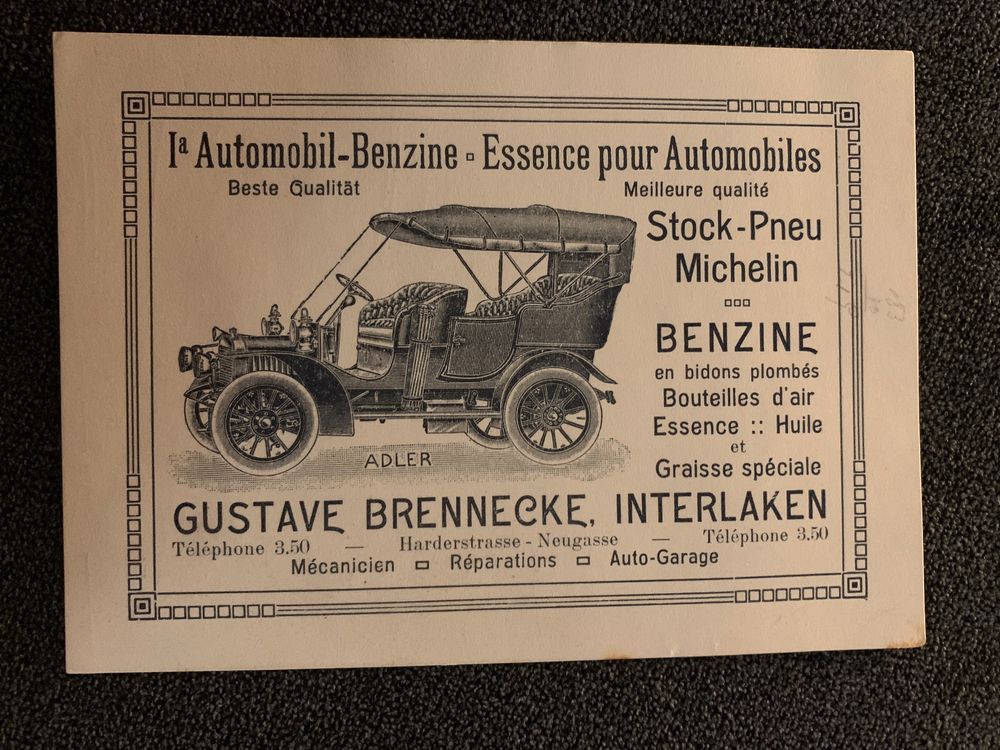 Iª Automobil-Benzine ▫ Essence pour Automobiles
Beste Qualität Meilleure qualité
Stock-Pneu
Michelin
▫▫▫
BENZINE
en bidons plombés
Bouteilles d'air
Essence :: Huile
et
Graisse spéciale
ADLER
GUSTAVE BRENNECKE, INTERLAKEN
Téléphone 3.50 — Harderstrasse - Neugasse — Téléphone 3.50
Mécanicien ▫ Réparations ▫ Auto-Garage